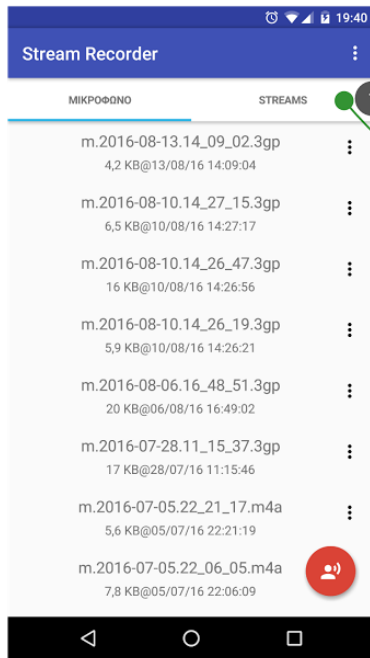 19:40
Stream Recorder
ΜΙΚΡΟΦΩΝΟ STREAMS
m.2016-08-13.14_09_02.3gp
4,2 KB@13/08/16 14:09:04
m.2016-08-10.14_27_15.3gp
6,5 KB@10/08/16 14:27:17
m.2016-08-10.14_26_47.3gp
16 KB@10/08/16 14:26:56
m.2016-08-10.14_26_19.3gp
5,9 KB@10/08/16 14:26:21
m.2016-08-06.16_48_51.3gp
20 KB@06/08/16 16:49:02
m.2016-07-28.11_15_37.3gp
17 KB@28/07/16 11:15:46
m.2016-07-05.22_21_17.m4a
5,6 KB@05/07/16 22:21:19
m.2016-07-05.22_06_05.m4a
7,8 KB@05/07/16 22:06:09